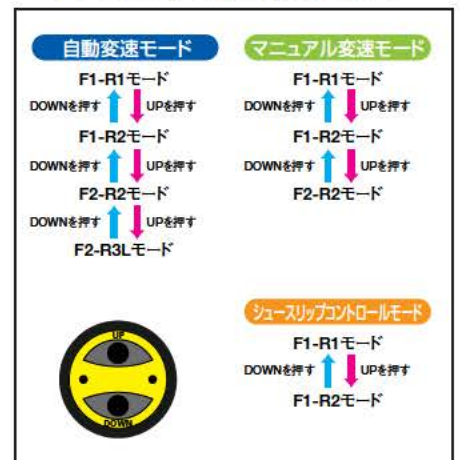 自動変速モード
F1-R1モード
DOWNを押す UPを押す
F1-R2モード
DOWNを押す UPを押す
F2-R2モード
DOWNを押す UPを押す
F2-R3Lモード
マニュアル変速モード
F1-R1モード
DOWNを押す UPを押す
F1-R2モード
DOWNを押す UPを押す
F2-R2モード
シュースリップコントロールモード
F1-R1モード
DOWNを押す UPを押す
F1-R2モード
UP
DOWN